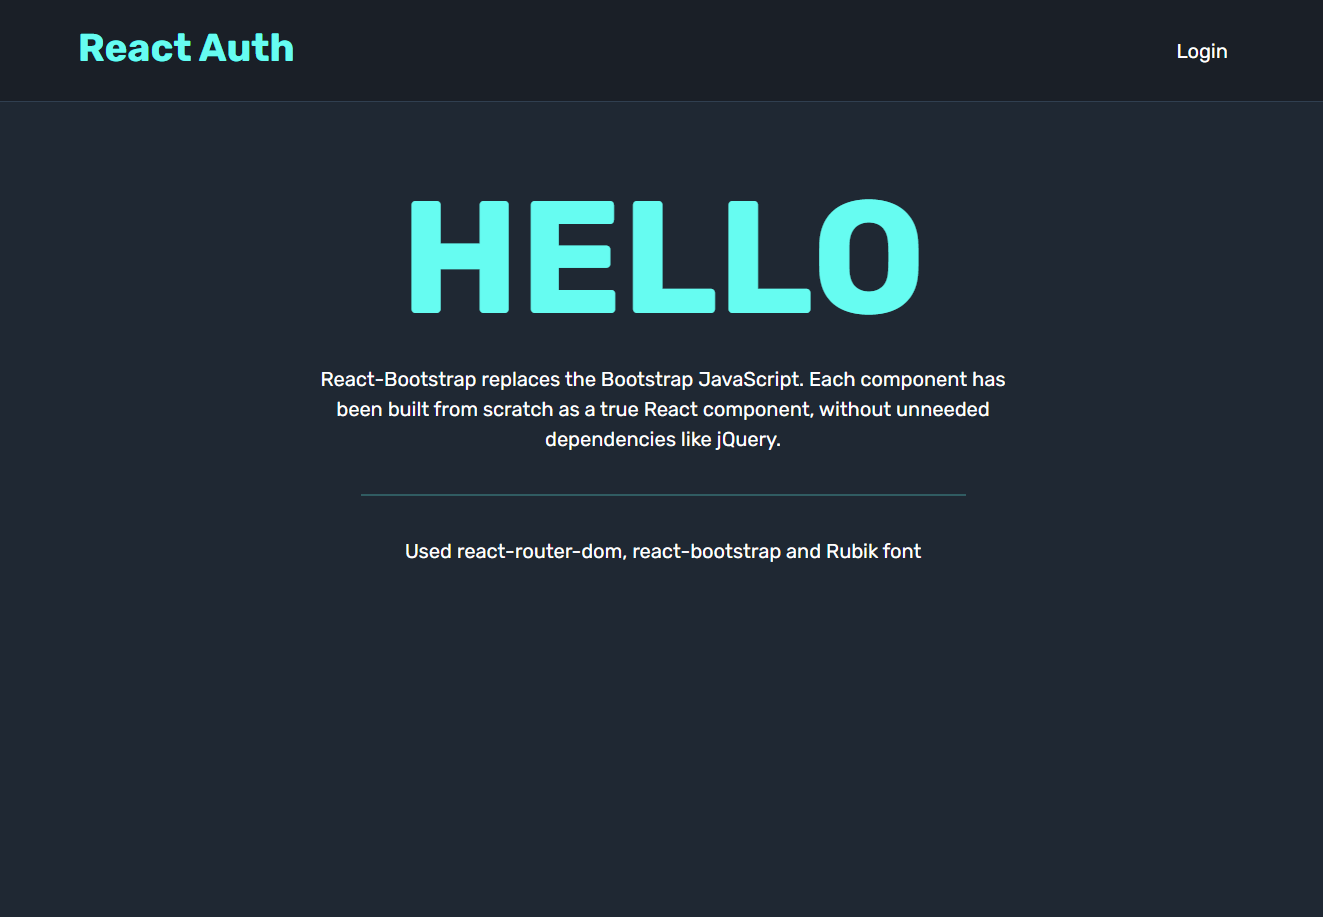 React Auth
Login
HELLO
React-Bootstrap replaces the Bootstrap JavaScript. Each component has
been built from scratch as a true React component, without unneeded
dependencies like jQuery.
Used react-router-dom, react-bootstrap and Rubik font